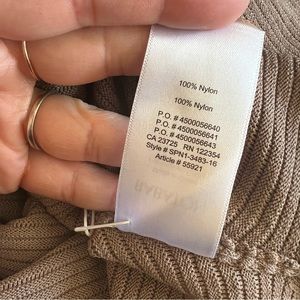 100% Nylon
100% Nylon
P.O. # 4500056640
P.O. # 4500056641
P.O. # 4500056643
CA 23725 RN 122354
Style # SPN1-3483-16
Article # 55921